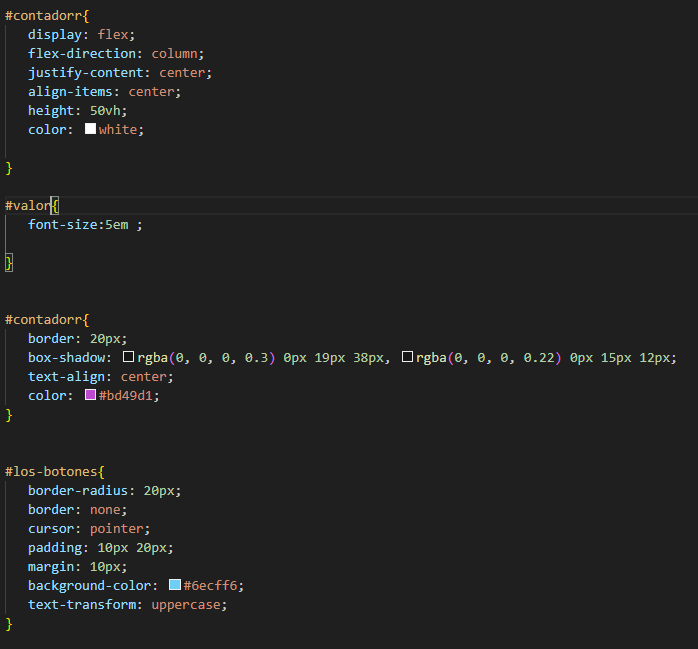 #contadorr{
display: flex;
flex-direction: column;
justify-content: center;
align-items: center;
height: 50vh;
color: white;
}
#valor{
font-size:5em ;
}
#contadorr{
border: 20px;
box-shadow: rgba(0, 0, 0, 0.3) 0px 19px 38px, rgba(0, 0, 0, 0.22) 0px 15px 12px;
text-align: center;
color: #bd49d1;
}
#los-botones{
border-radius: 20px;
border: none;
cursor: pointer;
padding: 10px 20px;
margin: 10px;
background-color: #6ecff6;
text-transform: uppercase;
}